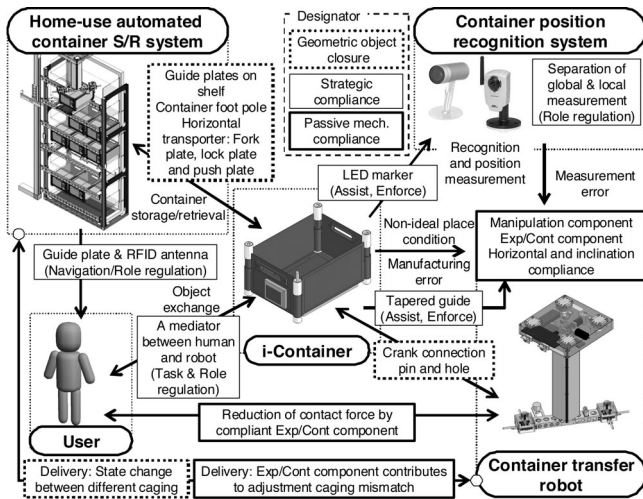 Home-use automated
container S/R system
Designator
Geometric object
closure
Strategic
compliance
Passive mech.
compliance
Container position
recognition system
Separation of
global & local
measurement
(Role regulation)
Guide plates on
shelf
Container foot pole
Horizontal
transporter: Fork
plate, lock plate
and push plate
Container
storage/retrieval
LED marker
(Assist, Enforce)
Recognition
and position
measurement
Measurement
error
Non-ideal place
condition
Manufacturing
error
Manipulation component
Exp/Cont component
Horizontal and inclination
compliance
Guide plate & RFID antenna
(Navigation/Role regulation)
Object
exchange
A mediator
between human
and robot
(Task & Role
regulation)
i-Container
Tapered guide
(Assist, Enforce)
Crank connection
pin and hole
Reduction of contact force by
compliant Exp/Cont component
User
Delivery: State change
between different caging
Delivery: Exp/Cont component contributes
to adjustment caging mismatch
Container transfer
robot